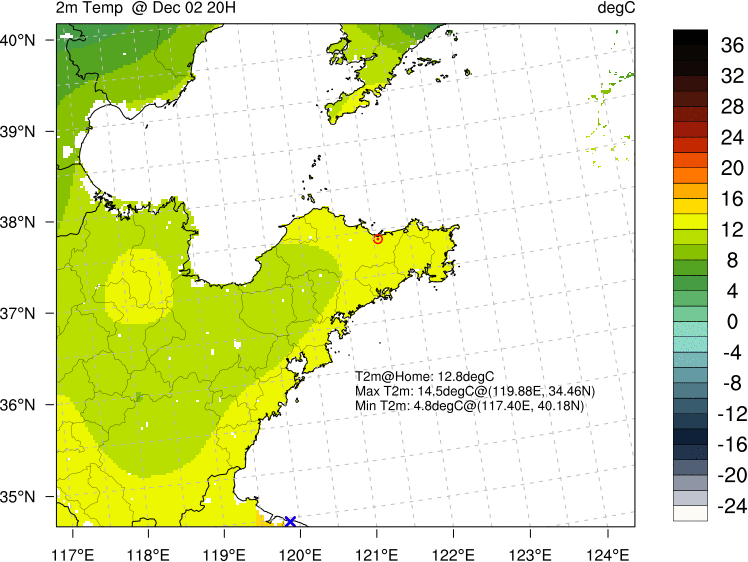 2m Temp @ Dec 02 20H degC
40°N
39°N
38°N
37°N
36°N
35°N
T2m@Home: 12.8degC
Max T2m: 14.5degC@(119.88E, 34.46N)
Min T2m: 4.8degC@(117.40E, 40.18N)
117°E 118°E 119°E 120°E 121°E 122°E 123°E 124°E
36
32
28
24
20
16
12
8
4
0
-4
-8
-12
-16
-20
-24